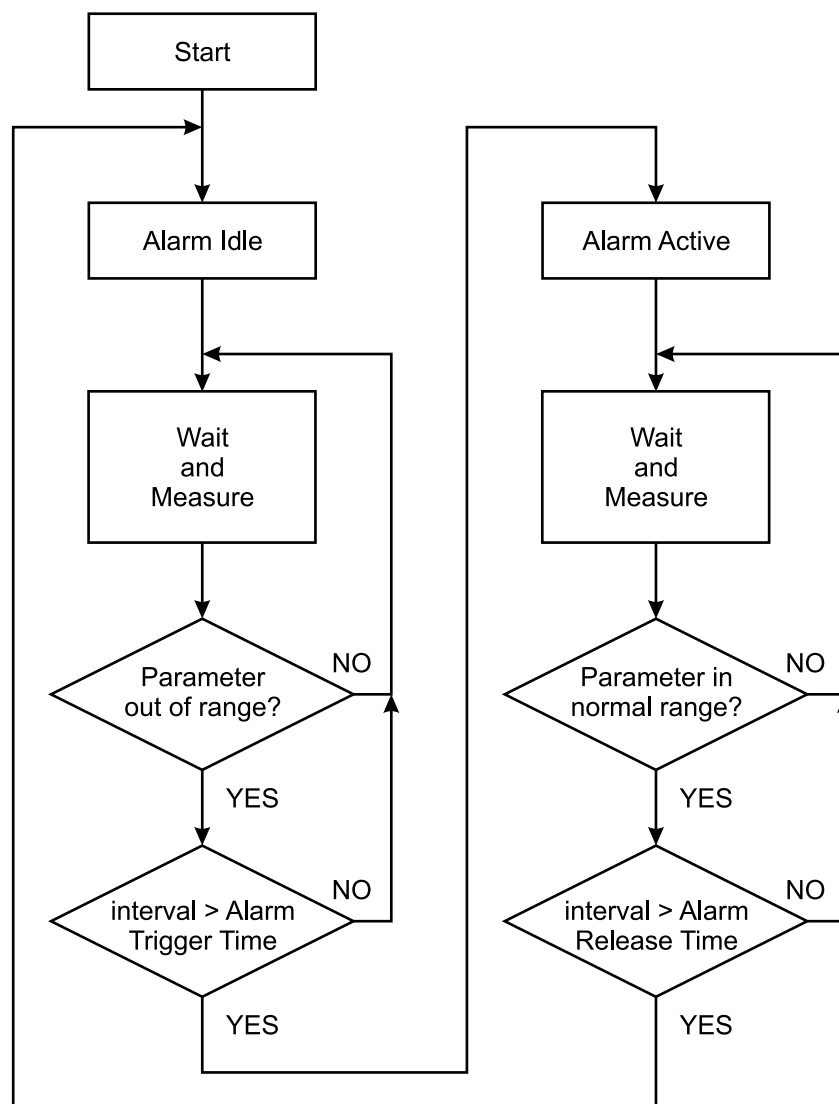 Start
Alarm Idle
Wait
and
Measure
Parameter
out of range?
NO
YES
interval > Alarm
Trigger Time
NO
YES
Alarm Active
Wait
and
Measure
Parameter in
normal range?
NO
YES
interval > Alarm
Release Time
NO
YES